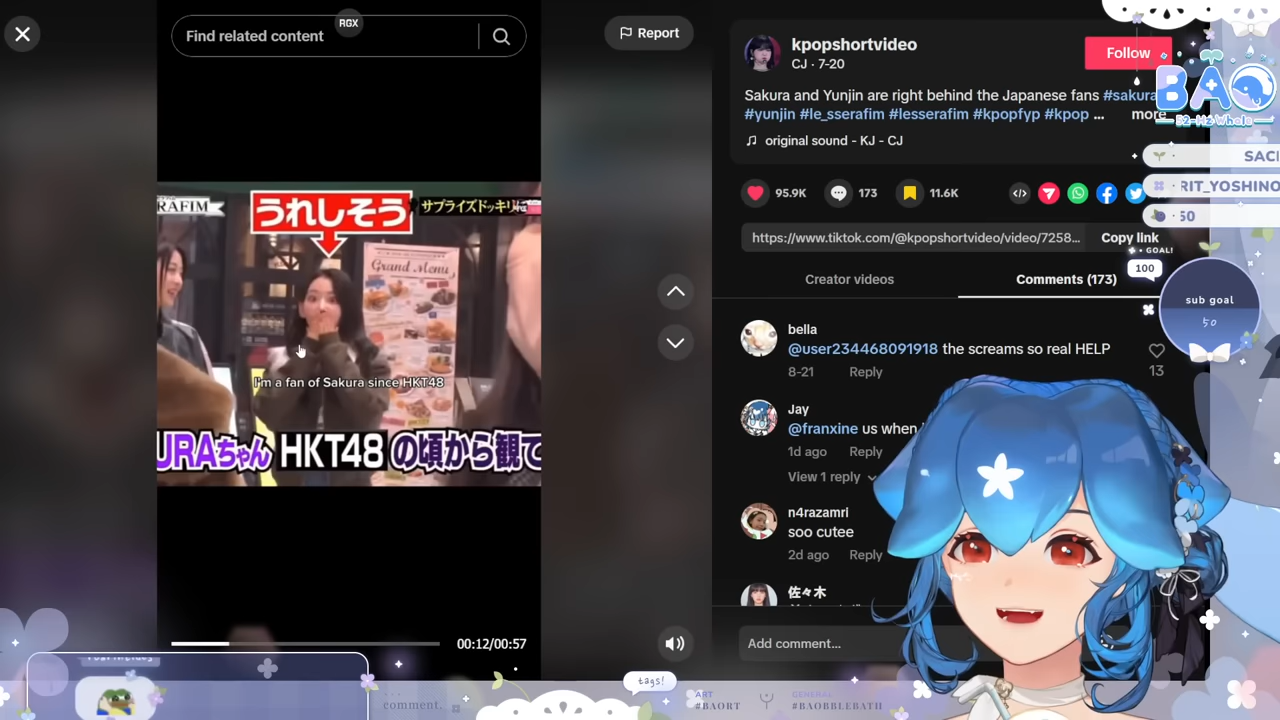 Find related content
RGX
Report
RAFIM
うれしそう
サプライズドッキリ
Grand Menu
I'm a fan of Sakura since HKT48
URAちゃん HKT48 の頃から観て
00:12/00:57
kpopshortvideo
CJ · 7-20
Follow
Sakura and Yunjin are right behind the Japanese fans #sakura
#yunjin #le_sserafim #lesserafim #kpopfyp #kpop ... more
original sound - KJ - CJ
95.9K
173
11.6K
https://www.tiktok.com/@kpopshortvideo/video/7258...
Copy link
Creator videos
Comments (173)
bella
@user234468091918 the screams so real HELP
8-21 Reply
13
Jay
@franxine us when
1d ago Reply
View 1 reply
n4razamri
soo cutee
2d ago Reply
佐々木
Add comment...
BAO
52-Hz Whale
SACI
RIT_YOSHINO
50
GOAL!
100
sub goal
50
tags!
comment.
ART
#BAORT
GENERAL
#BAOBBLEBATH